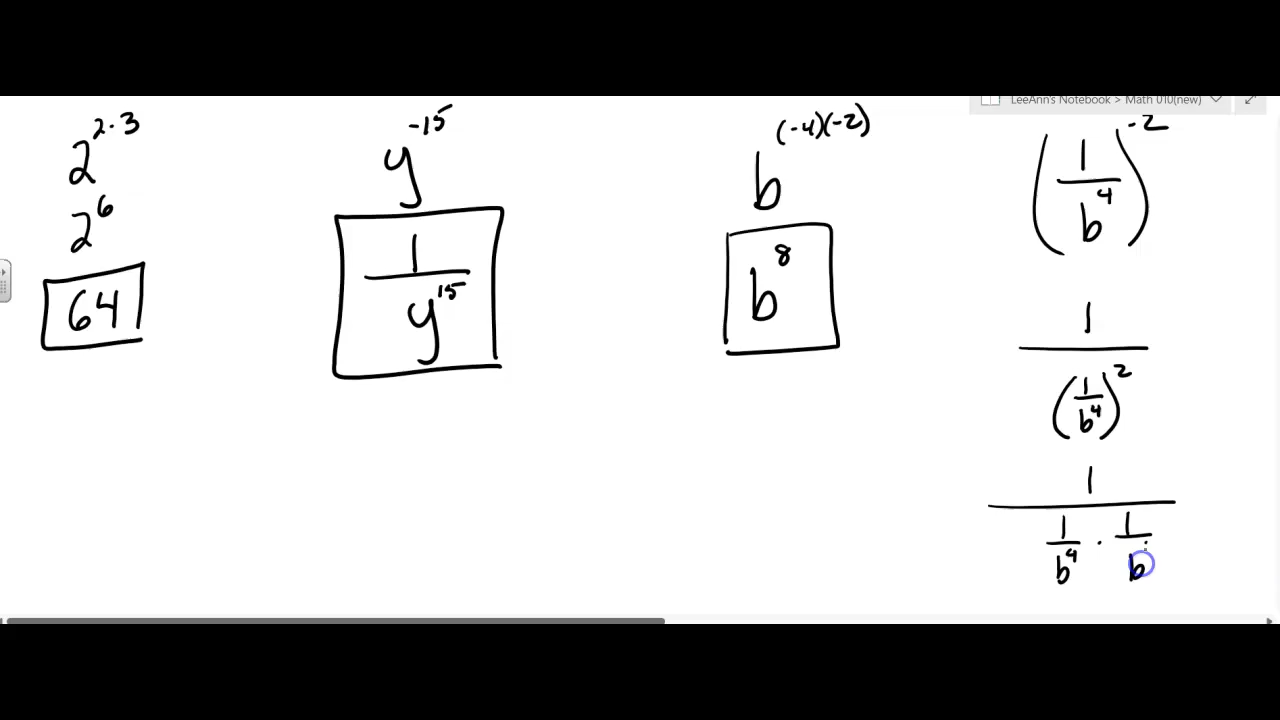 LeeAnn's Notebook > Math 010(new)
2^{2·3}
2^6
64
y^{-15}
1/y^{15}
b^{(-4)(-2)}
b^8
(1/b^4)^{-2}
1/(1/b^4)^2
1/(1/b^4 · 1/b)